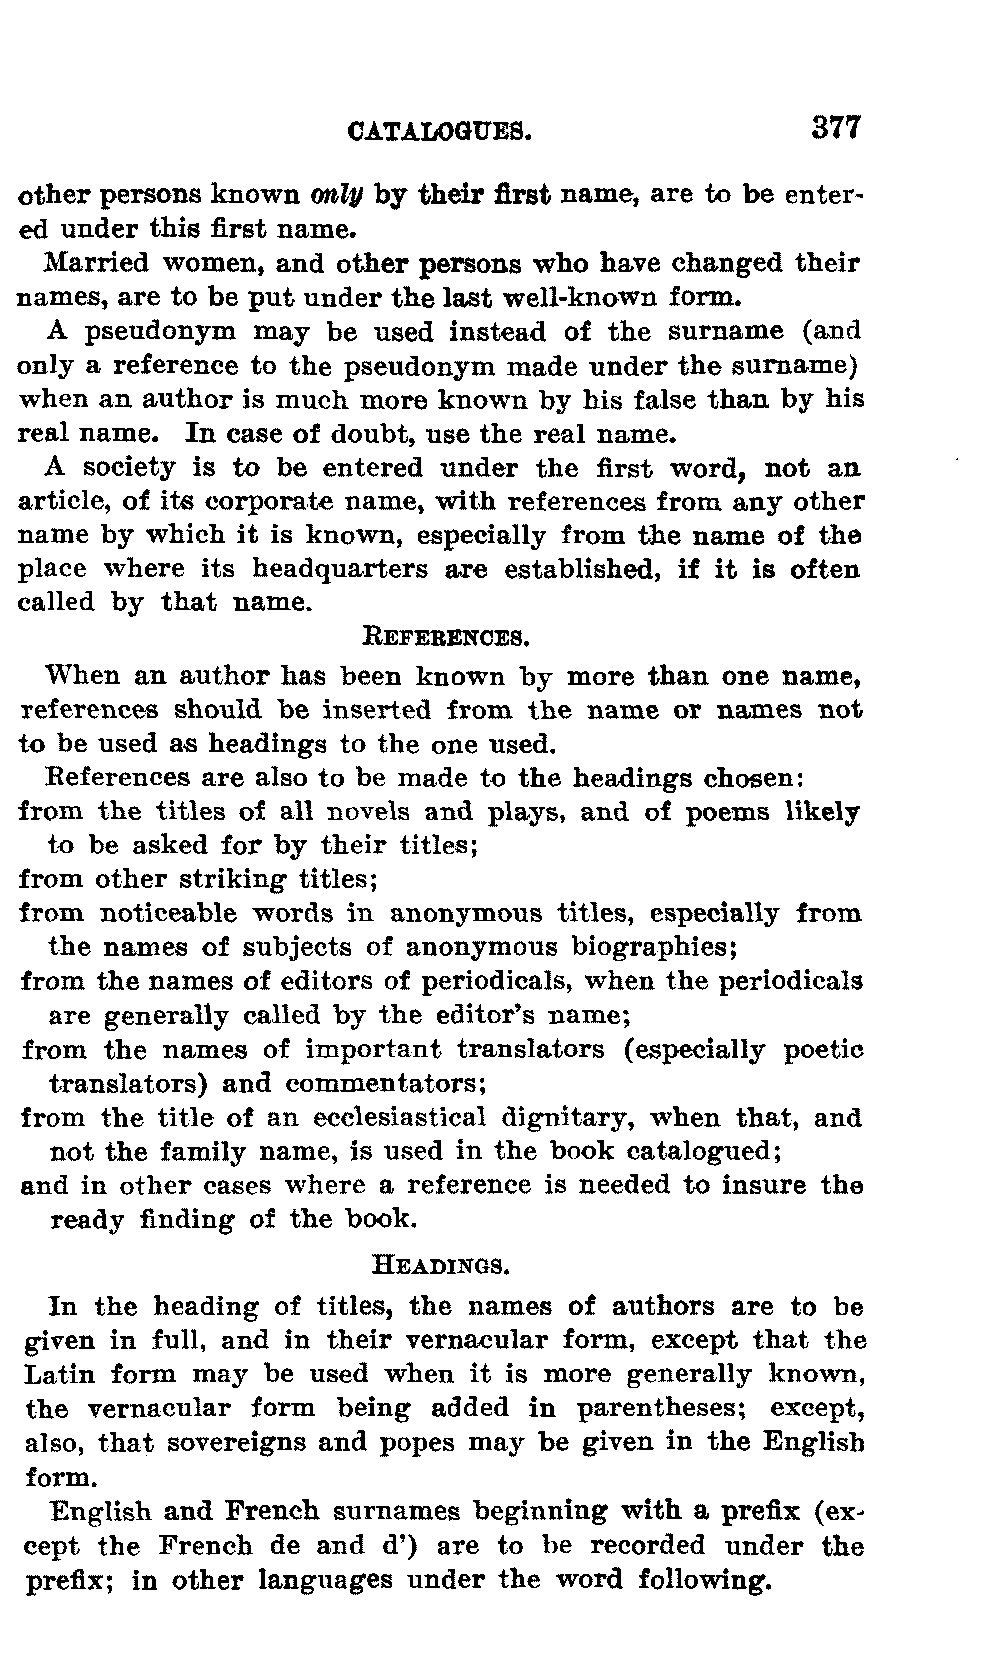 CATALOGUES. 377
other persons known only by their first name, are to be enter-
ed under this first name.
Married women, and other persons who have changed their
names, are to be put under the last well-known form.
A pseudonym may be used instead of the surname (and
only a reference to the pseudonym made under the surname)
when an author is much more known by his false than by his
real name. In case of doubt, use the real name.
A society is to be entered under the first word, not an
article, of its corporate name, with references from any other
name by which it is known, especially from the name of the
place where its headquarters are established, if it is often
called by that name.
REFERENCES.
When an author has been known by more than one name,
references should be inserted from the name or names not
to be used as headings to the one used.
References are also to be made to the headings chosen:
from the titles of all novels and plays, and of poems likely
to be asked for by their titles;
from other striking titles;
from noticeable words in anonymous titles, especially from
the names of subjects of anonymous biographies;
from the names of editors of periodicals, when the periodicals
are generally called by the editor's name;
from the names of important translators (especially poetic
translators) and commentators;
from the title of an ecclesiastical dignitary, when that, and
not the family name, is used in the book catalogued;
and in other cases where a reference is needed to insure the
ready finding of the book.
HEADINGS.
In the heading of titles, the names of authors are to be
given in full, and in their vernacular form, except that the
Latin form may be used when it is more generally known,
the vernacular form being added in parentheses; except,
also, that sovereigns and popes may be given in the English
form.
English and French surnames beginning with a prefix (ex-
cept the French de and d') are to be recorded under the
prefix; in other languages under the word following.